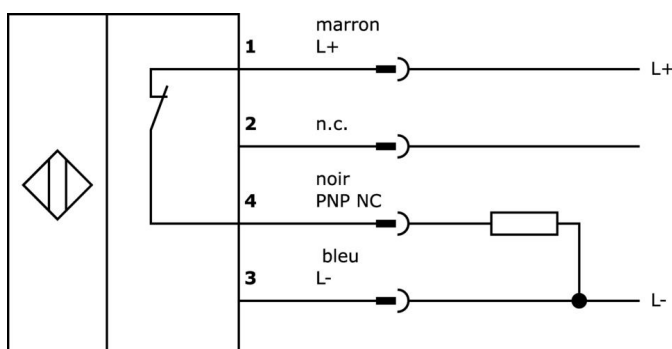 marron
1 L+ L+
2 n.c.
noir
4 PNP NC
bleu
3 L- L-